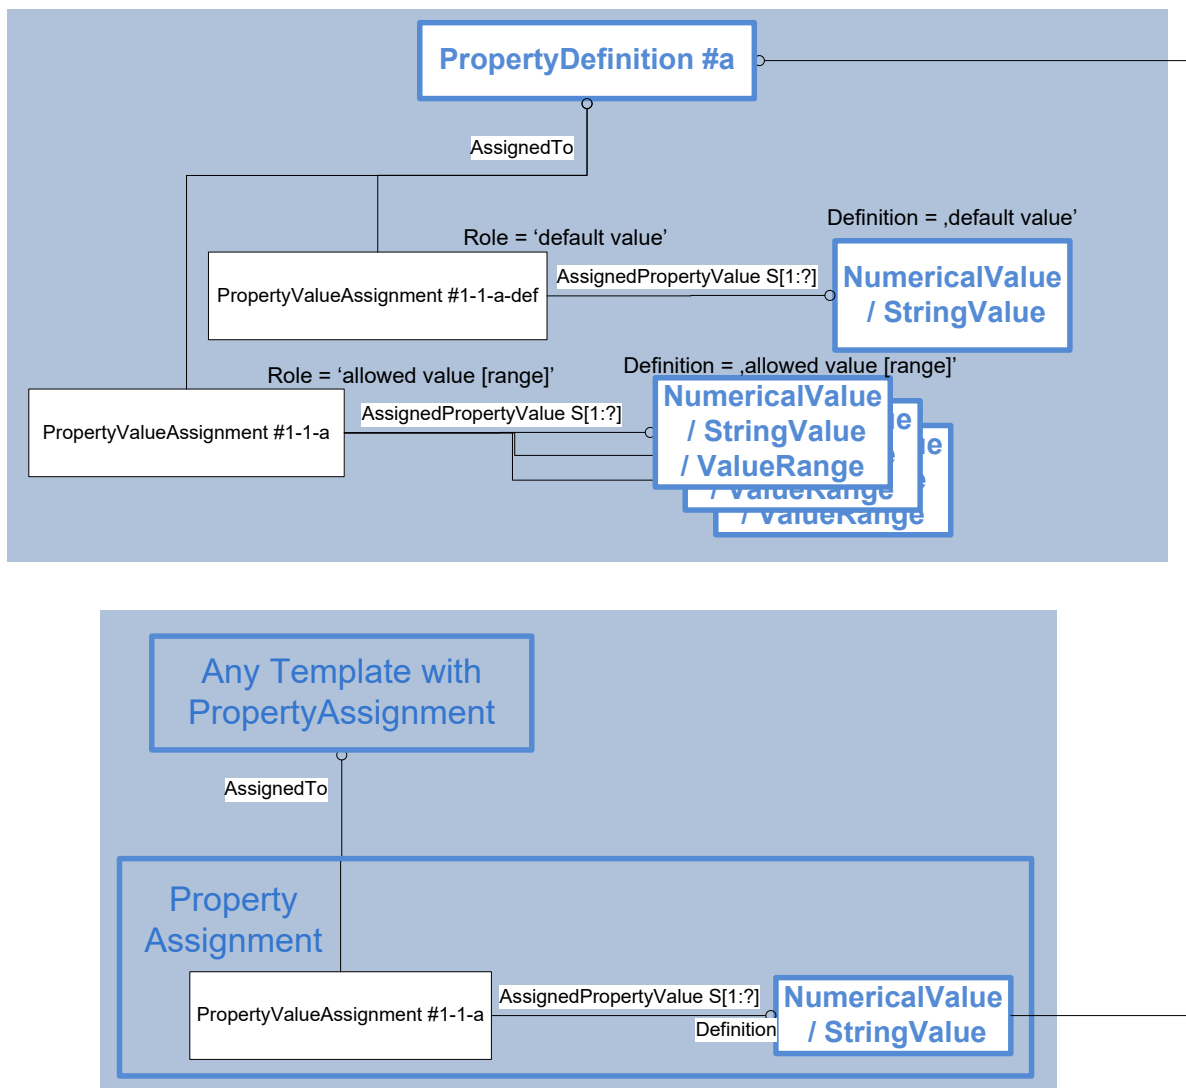 PropertyDefinition #a
AssignedTo
Definition = ‚default value’
Role = ‘default value’
AssignedPropertyValue S[1:?]
PropertyValueAssignment #1-1-a-def
NumericalValue
/ StringValue
Role = ‘allowed value [range]’
Definition = ‚allowed value [range]’
AssignedPropertyValue S[1:?]
PropertyValueAssignment #1-1-a
NumericalValue
/ StringValue
/ ValueRange
/ ValueRange
/ ValueRange
Any Template with
PropertyAssignment
AssignedTo
Property
Assignment
PropertyValueAssignment #1-1-a
AssignedPropertyValue S[1:?]
Definition
NumericalValue
/ StringValue